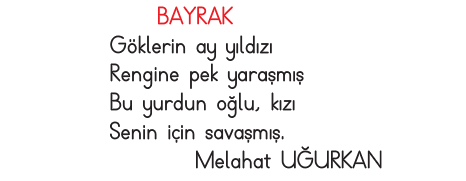 BAYRAK
Göklerin ay yıldızı
Rengine pek yaraşmış
Bu yurdun oğlu, kızı
Senin için savaşmış.
Melahat UĞURKAN